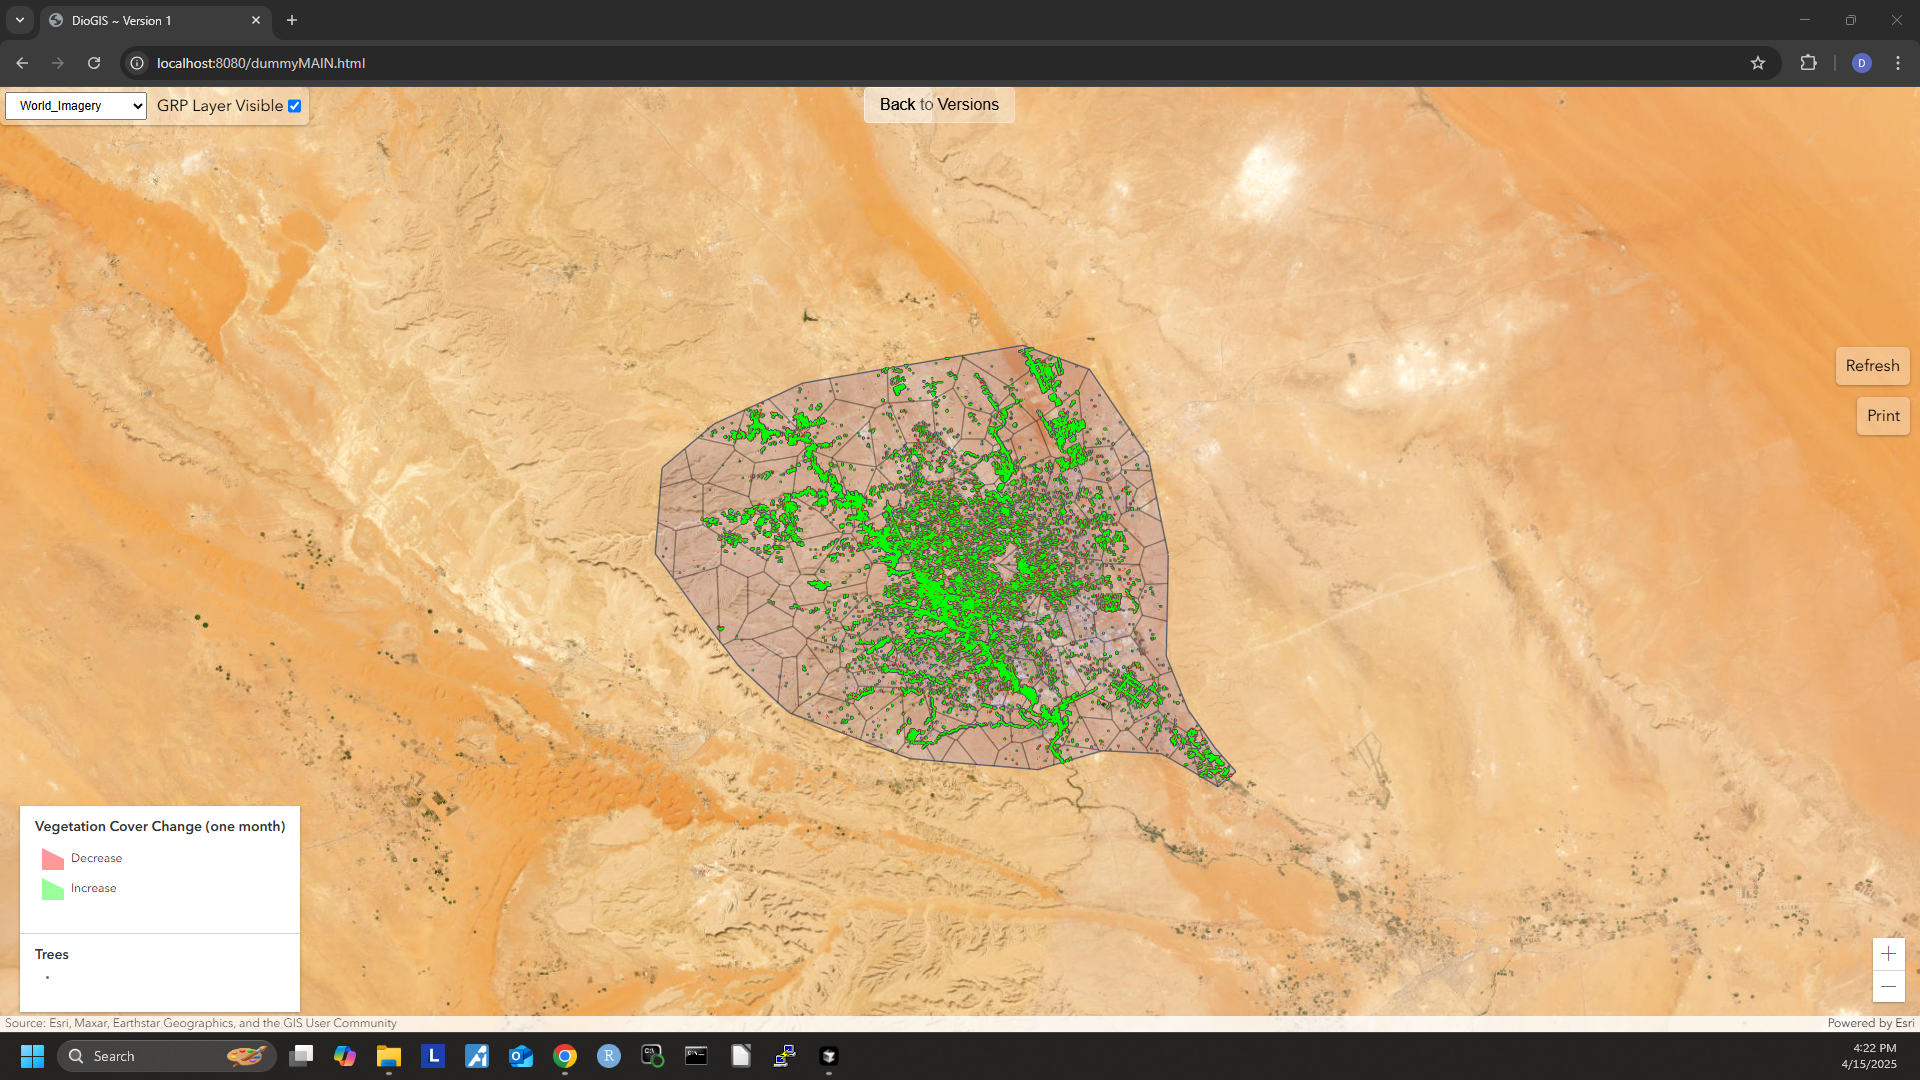 DioGIS ~ Version 1
localhost:8080/dummyMAIN.html
D
World_Imagery
GRP Layer Visible
Back to Versions
Refresh
Print
Vegetation Cover Change (one month)
Decrease
Increase
Trees
Source: Esri, Maxar, Earthstar Geographics, and the GIS User Community
Powered by Esri
Search
L
R
4:22 PM
4/15/2025